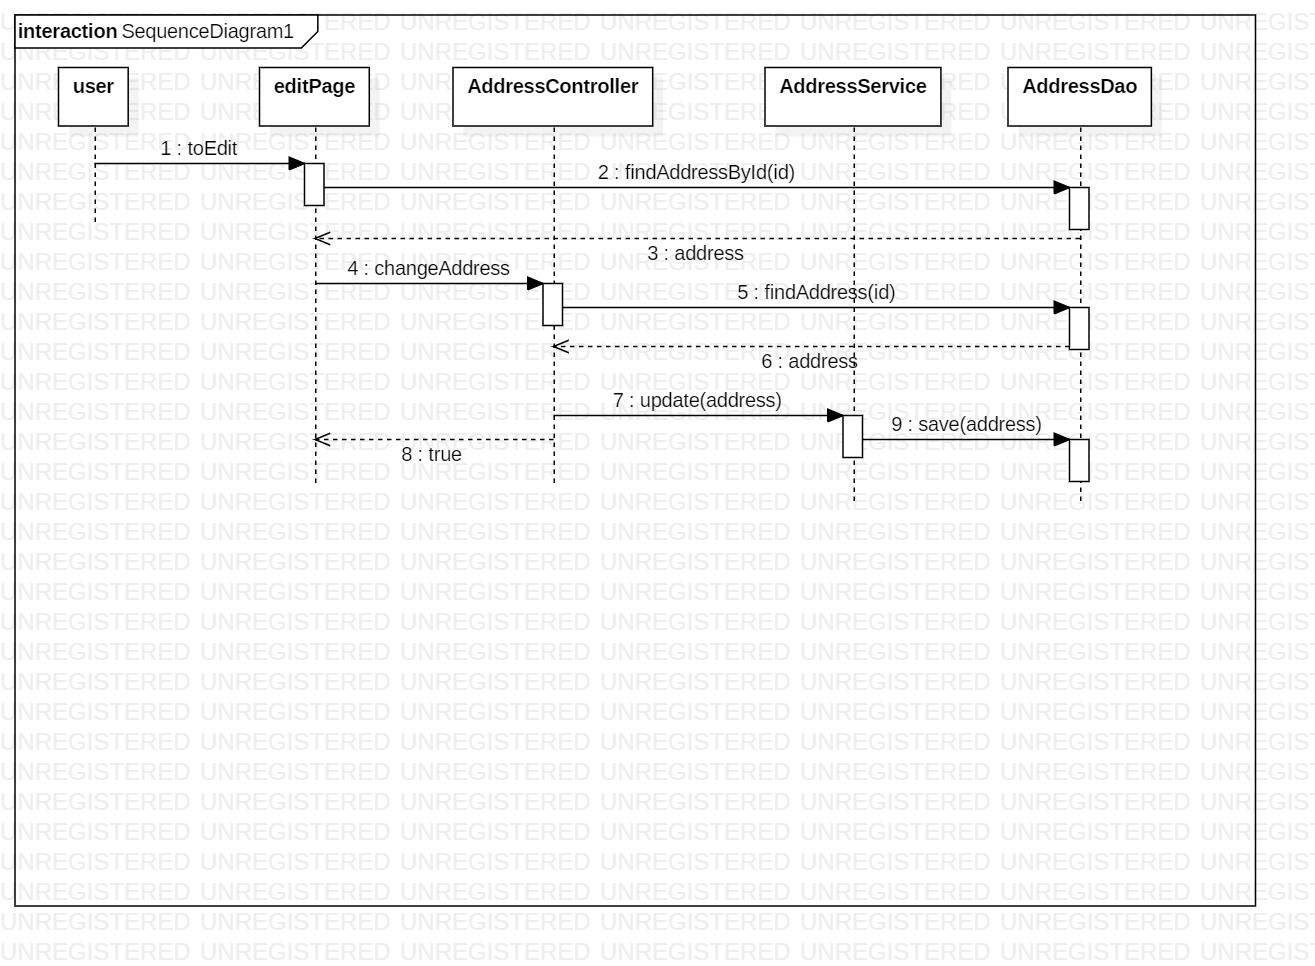 interaction SequenceDiagram1
user
editPage
AddressController
AddressService
AddressDao
1 : toEdit
2 : findAddressById(id)
3 : address
4 : changeAddress
5 : findAddress(id)
6 : address
7 : update(address)
9 : save(address)
8 : true
UNREGISTERED